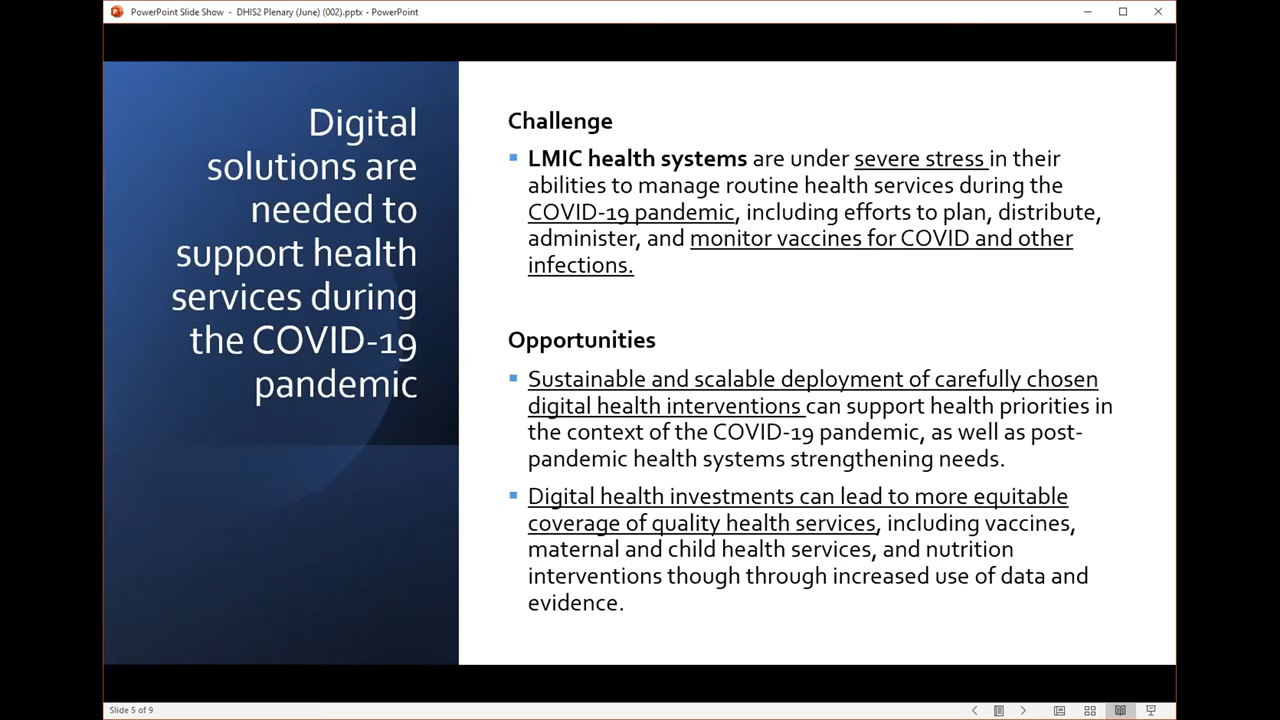 PowerPoint Slide Show - DHIS2 Plenary (June) (002).pptx - PowerPoint
Digital
solutions are
needed to
support health
services during
the COVID-19
pandemic
Challenge
LMIC health systems are under severe stress in their
abilities to manage routine health services during the
COVID-19 pandemic, including efforts to plan, distribute,
administer, and monitor vaccines for COVID and other
infections.
Opportunities
Sustainable and scalable deployment of carefully chosen
digital health interventions can support health priorities in
the context of the COVID-19 pandemic, as well as post-
pandemic health systems strengthening needs.
Digital health investments can lead to more equitable
coverage of quality health services, including vaccines,
maternal and child health services, and nutrition
interventions though through increased use of data and
evidence.
Slide 5 of 9